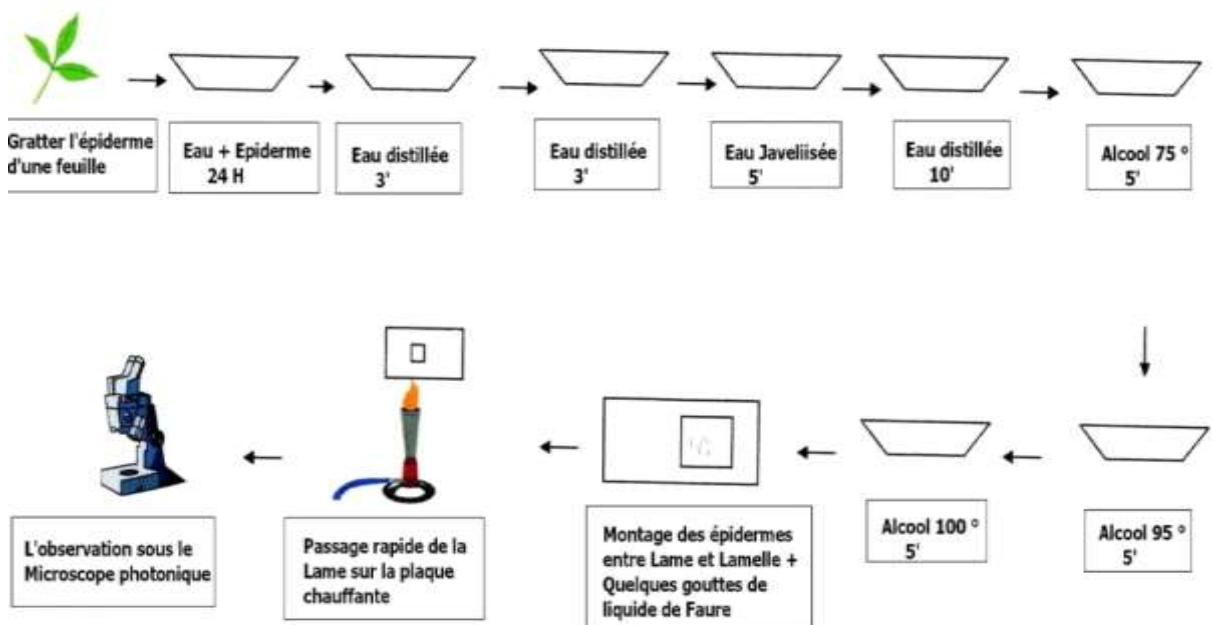 Gratter l'épiderme
d'une feuille
Eau + Epiderme
24 H
Eau distillée
3'
Eau distillée
3'
Eau Javeliisée
5'
Eau distillée
10'
Alcool 75 °
5'
Alcool 95 °
5'
Alcool 100 °
5'
Montage des épidermes
entre Lame et Lamelle +
Quelques gouttes de
liquide de Faure
Passage rapide de la
Lame sur la plaque
chauffante
L'observation sous le
Microscope photonique